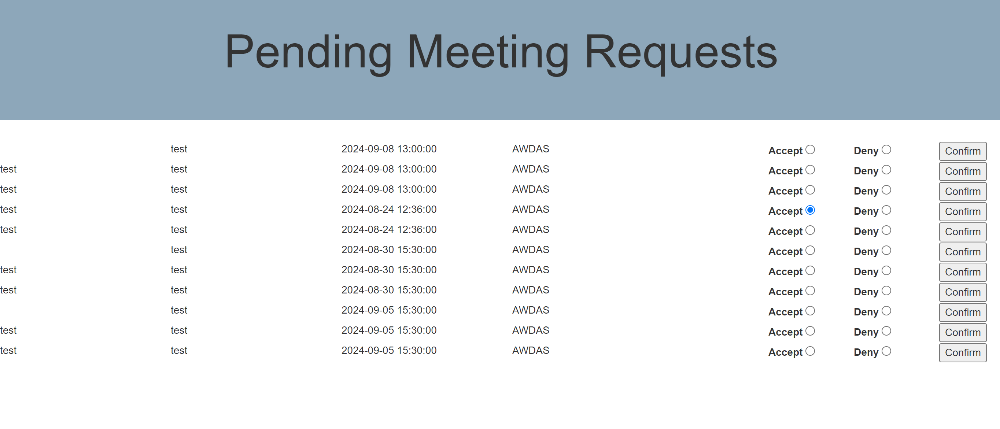 Pending Meeting Requests
test 2024-09-08 13:00:00 AWDAS Accept Deny Confirm
test test 2024-09-08 13:00:00 AWDAS Accept Deny Confirm
test test 2024-09-08 13:00:00 AWDAS Accept Deny Confirm
test test 2024-08-24 12:36:00 AWDAS Accept Deny Confirm
test test 2024-08-24 12:36:00 AWDAS Accept Deny Confirm
test 2024-08-30 15:30:00 AWDAS Accept Deny Confirm
test test 2024-08-30 15:30:00 AWDAS Accept Deny Confirm
test test 2024-08-30 15:30:00 AWDAS Accept Deny Confirm
test 2024-09-05 15:30:00 AWDAS Accept Deny Confirm
test test 2024-09-05 15:30:00 AWDAS Accept Deny Confirm
test test 2024-09-05 15:30:00 AWDAS Accept Deny Confirm